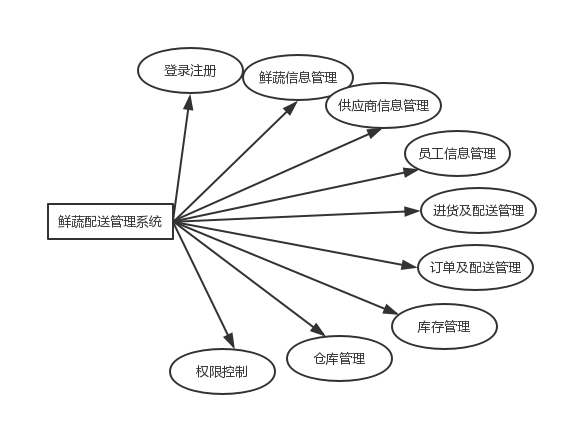 登录注册
鲜蔬信息管理
供应商信息管理
员工信息管理
鲜蔬配送管理系统
进货及配送管理
订单及配送管理
库存管理
仓库管理
权限控制